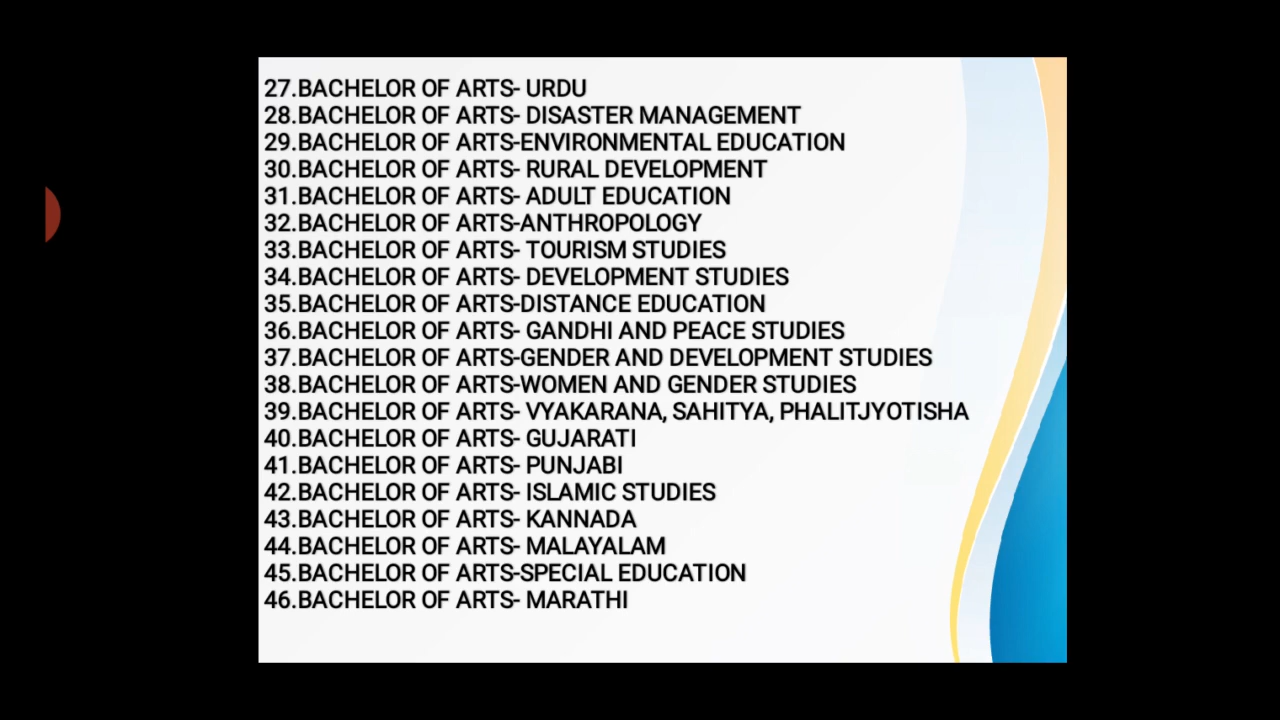 27.BACHELOR OF ARTS- URDU
28.BACHELOR OF ARTS- DISASTER MANAGEMENT
29.BACHELOR OF ARTS-ENVIRONMENTAL EDUCATION
30.BACHELOR OF ARTS- RURAL DEVELOPMENT
31.BACHELOR OF ARTS- ADULT EDUCATION
32.BACHELOR OF ARTS-ANTHROPOLOGY
33.BACHELOR OF ARTS- TOURISM STUDIES
34.BACHELOR OF ARTS- DEVELOPMENT STUDIES
35.BACHELOR OF ARTS-DISTANCE EDUCATION
36.BACHELOR OF ARTS- GANDHI AND PEACE STUDIES
37.BACHELOR OF ARTS-GENDER AND DEVELOPMENT STUDIES
38.BACHELOR OF ARTS-WOMEN AND GENDER STUDIES
39.BACHELOR OF ARTS- VYAKARANA, SAHITYA, PHALITJYOTISHA
40.BACHELOR OF ARTS- GUJARATI
41.BACHELOR OF ARTS- PUNJABI
42.BACHELOR OF ARTS- ISLAMIC STUDIES
43.BACHELOR OF ARTS- KANNADA
44.BACHELOR OF ARTS- MALAYALAM
45.BACHELOR OF ARTS-SPECIAL EDUCATION
46.BACHELOR OF ARTS- MARATHI